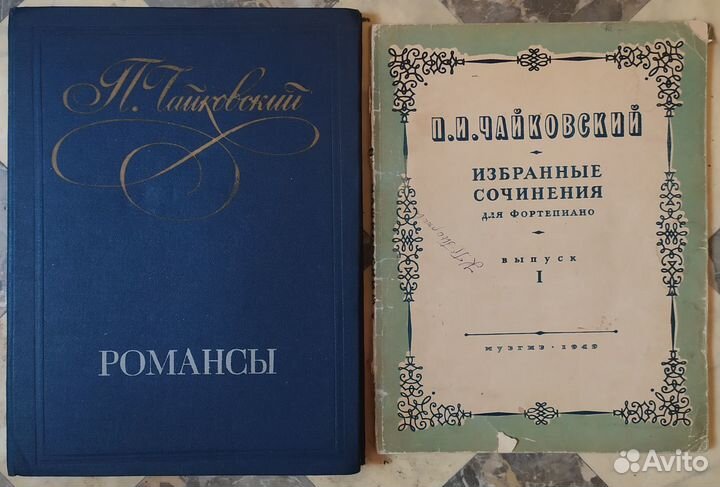 П. Чайковский
РОМАНСЫ
П.И.ЧАЙКОВСКИЙ
ИЗБРАННЫЕ
СОЧИНЕНИЯ
ДЛЯ ФОРТЕПИАНО
ВЫПУСК
I
МУЗГИЗ · 1949
Avito